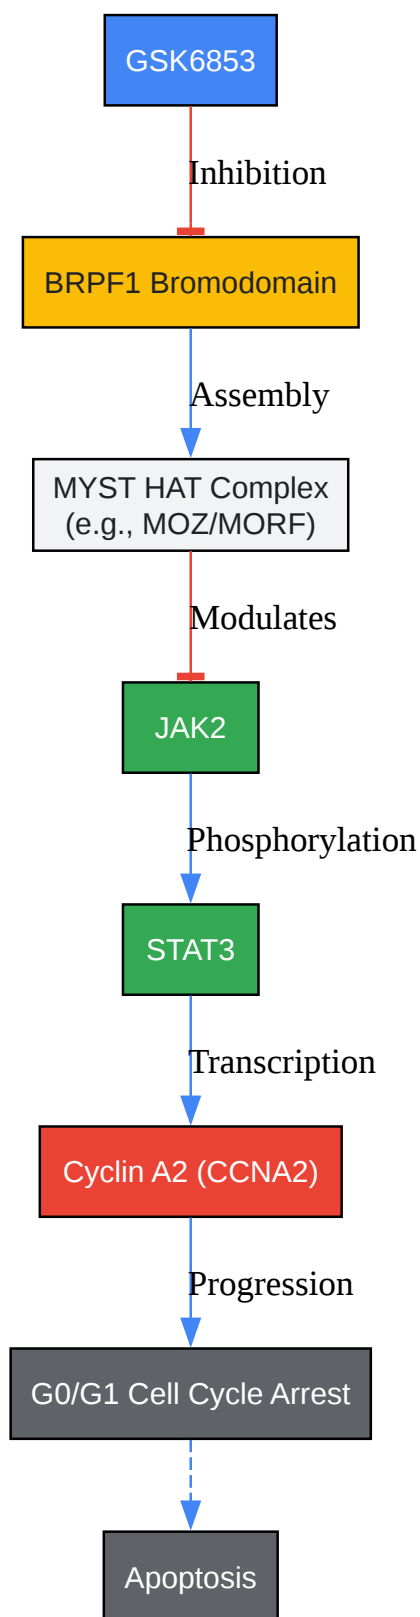 GSK6853
Inhibition
BRPF1 Bromodomain
Assembly
MYST HAT Complex
(e.g., MOZ/MORF)
Modulates
JAK2
Phosphorylation
STAT3
Transcription
Cyclin A2 (CCNA2)
Progression
G0/G1 Cell Cycle Arrest
Apoptosis